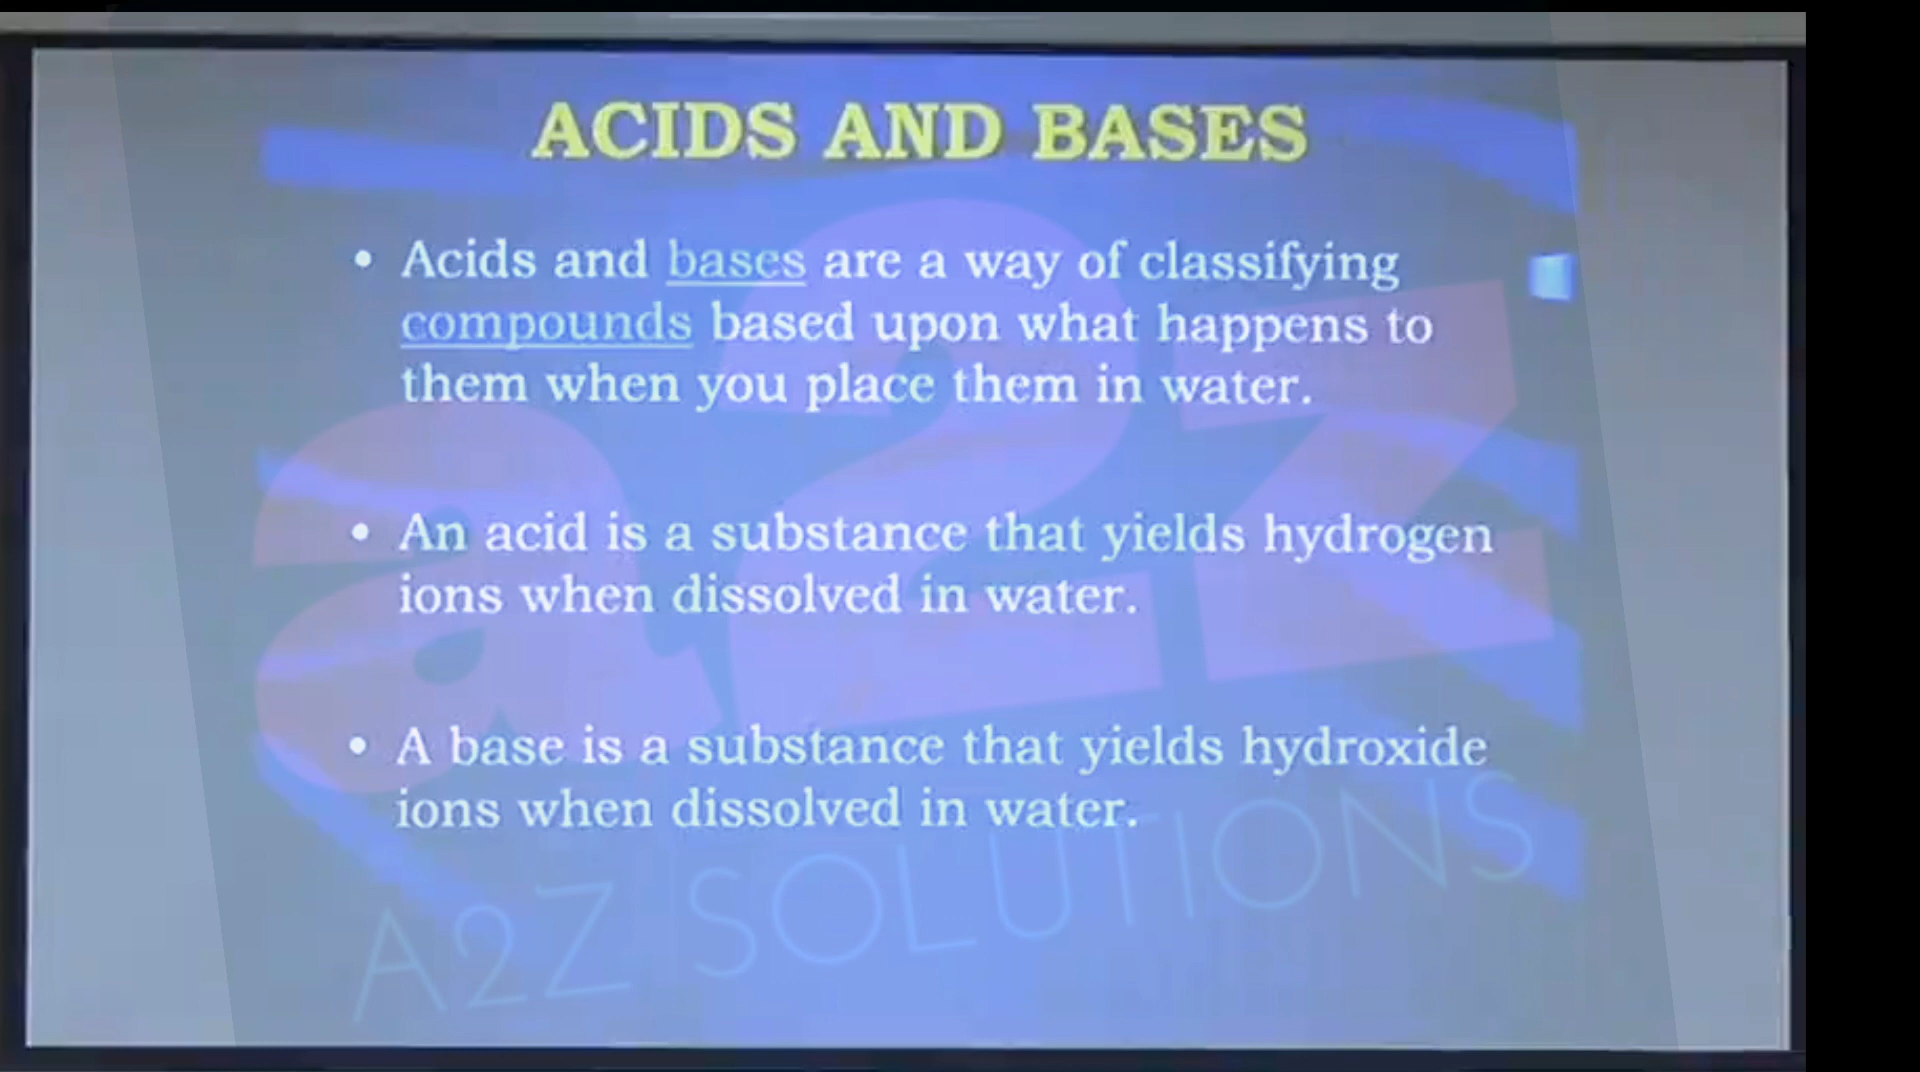 ACIDS AND BASES
• Acids and bases are a way of classifying
compounds based upon what happens to
them when you place them in water.
• An acid is a substance that yields hydrogen
ions when dissolved in water.
• A base is a substance that yields hydroxide
ions when dissolved in water.
a2z
A2Z SOLUTIONS